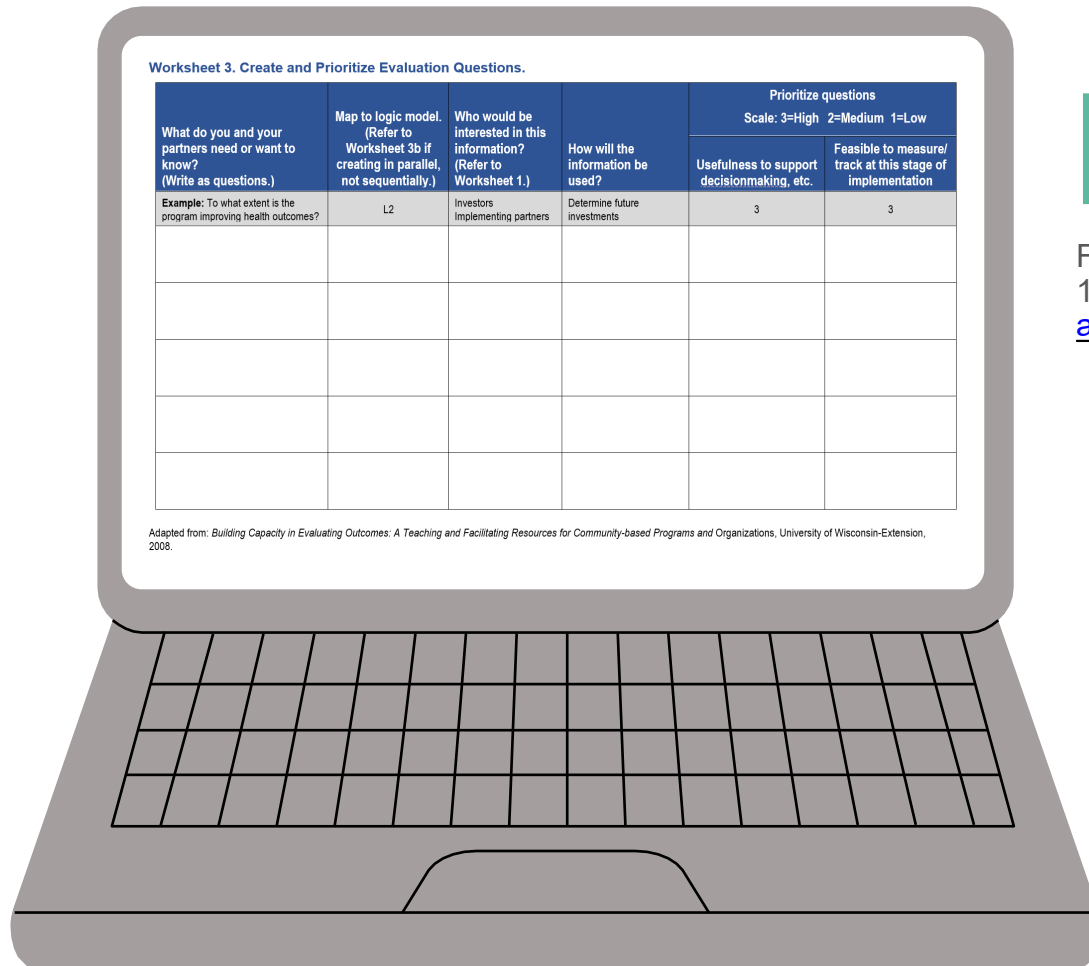 Worksheet 3. Create and Prioritize Evaluation Questions.
What do you and your
partners need or want to
know?
(Write as questions.)
Map to logic model.
(Refer to
Worksheet 3b if
creating in parallel,
not sequentially.)
Who would be
interested in this
information?
(Refer to
Worksheet 1.)
How will the
information be
used?
Prioritize questions
Scale: 3=High 2=Medium 1=Low
Usefulness to support
decisionmaking, etc.
Feasible to measure/
track at this stage of
implementation
Example: To what extent is the
program improving health outcomes?
L2
Investors
Implementing partners
Determine future
investments
3
3
Adapted from: Building Capacity in Evaluating Outcomes: A Teaching and Facilitating Resources for Community-based Programs and Organizations, University of Wisconsin-Extension,
2008.